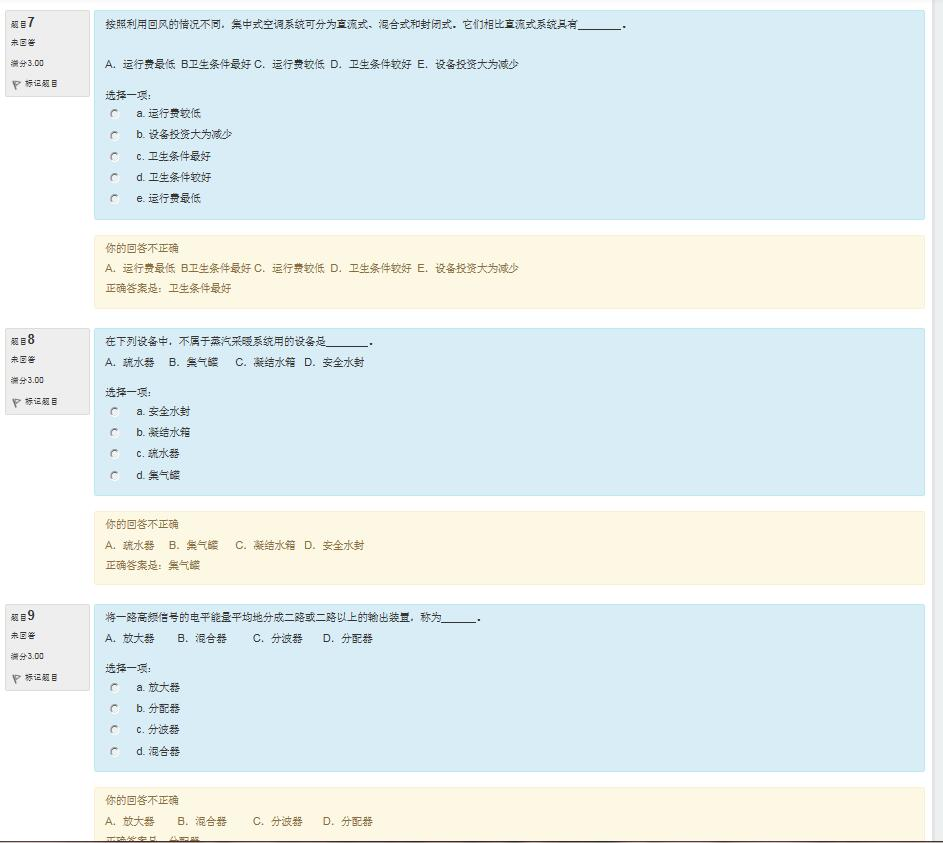 题目7
未回答
满分3.00
标记题目
按照利用回风的情况不同，集中式空调系统可分为直流式、混合式和封闭式。它们相比直流式系统具有________。
A．运行费最低 B卫生条件最好 C．运行费较低 D．卫生条件较好 E．设备投资大为减少
选择一项：
a. 运行费较低
b. 设备投资大为减少
c. 卫生条件最好
d. 卫生条件较好
e. 运行费最低
你的回答不正确
A．运行费最低 B卫生条件最好 C．运行费较低 D．卫生条件较好 E．设备投资大为减少
正确答案是：卫生条件最好
题目8
未回答
满分3.00
标记题目
在下列设备中，不属于蒸汽采暖系统用的设备是________。
A．疏水器 B．集气罐 C．凝结水箱 D．安全水封
选择一项：
a. 安全水封
b. 凝结水箱
c. 疏水器
d. 集气罐
你的回答不正确
A．疏水器 B．集气罐 C．凝结水箱 D．安全水封
正确答案是：集气罐
题目9
未回答
满分3.00
标记题目
将一路高频信号的电平能量平均地分成二路或二路以上的输出装置，称为______。
A．放大器 B．混合器 C．分波器 D．分配器
选择一项：
a. 放大器
b. 分配器
c. 分波器
d. 混合器
你的回答不正确
A．放大器 B．混合器 C．分波器 D．分配器
正确答案是：分配器